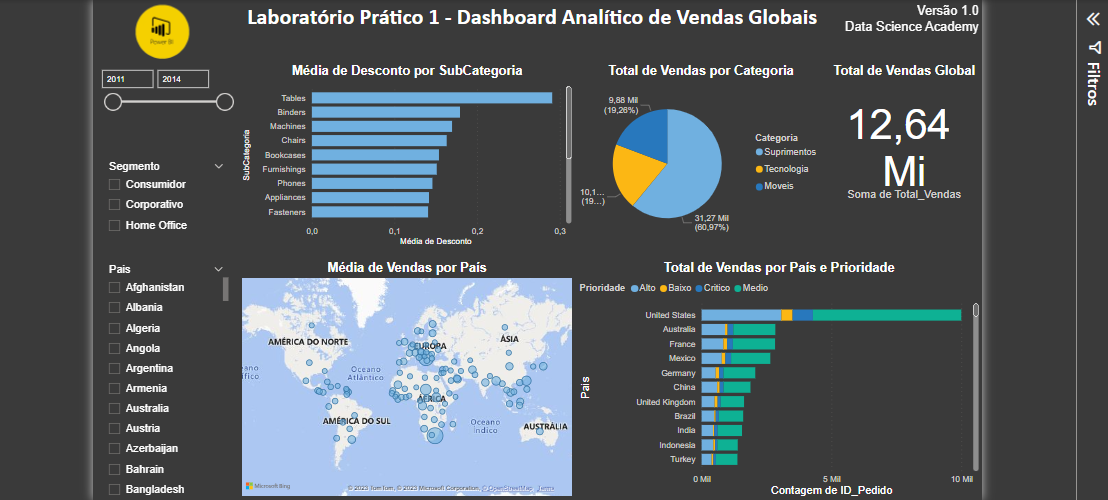 Power BI
Laboratório Prático 1 - Dashboard Analítico de Vendas Globais
Versão 1.0
Data Science Academy
Filtros
2011
2014
Segmento
Consumidor
Corporativo
Home Office
Pais
Afghanistan
Albania
Algeria
Angola
Argentina
Armenia
Australia
Austria
Azerbaijan
Bahrain
Bangladesh
Média de Desconto por SubCategoria
SubCategoria
Tables
Binders
Machines
Chairs
Bookcases
Furnishings
Phones
Appliances
Fasteners
0,0
0,1
0,2
0,3
Média de Desconto
Total de Vendas por Categoria
9,88 Mil
(19,26%)
10,1...
(19...
31,27 Mil
(60,97%)
Categoria
Suprimentos
Tecnologia
Moveis
Total de Vendas Global
12,64
Mi
Soma de Total_Vendas
Média de Vendas por País
AMÉRICA DO NORTE
EUROPA
ÁSIA
eano
cífico
Oceano
Atlântico
ÁFRICA
AMÉRICA DO SUL
Oceano
Índico
AUSTRÁLIA
Microsoft Bing
© 2023 TomTom, © 2023 Microsoft Corporation, © OpenStreetMap Terms
Total de Vendas por País e Prioridade
Prioridade Alto Baixo Critico Medio
Pais
United States
Australia
France
Mexico
Germany
China
United Kingdom
Brazil
India
Indonesia
Turkey
0 Mil
5 Mil
10 Mil
Contagem de ID_Pedido